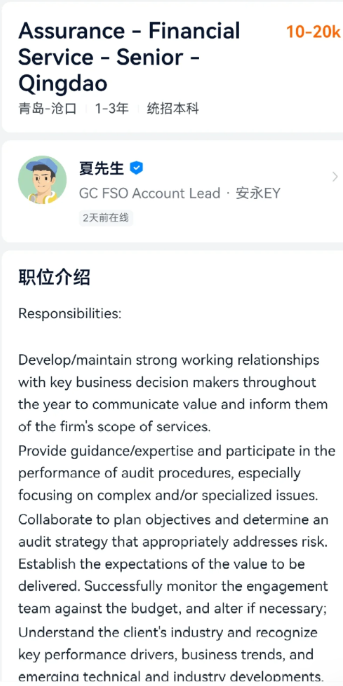 Assurance - Financial
Service - Senior -
Qingdao
10-20k
青岛-沧口 1-3年 统招本科
夏先生
GC FSO Account Lead · 安永EY
2天前在线
职位介绍
Responsibilities:
Develop/maintain strong working relationships
with key business decision makers throughout
the year to communicate value and inform them
of the firm's scope of services.
Provide guidance/expertise and participate in the
performance of audit procedures, especially
focusing on complex and/or specialized issues.
Collaborate to plan objectives and determine an
audit strategy that appropriately addresses risk.
Establish the expectations of the value to be
delivered. Successfully monitor the engagement
team against the budget, and alter if necessary;
Understand the client's industry and recognize
key performance drivers, business trends, and
emerging technical and industry developments.